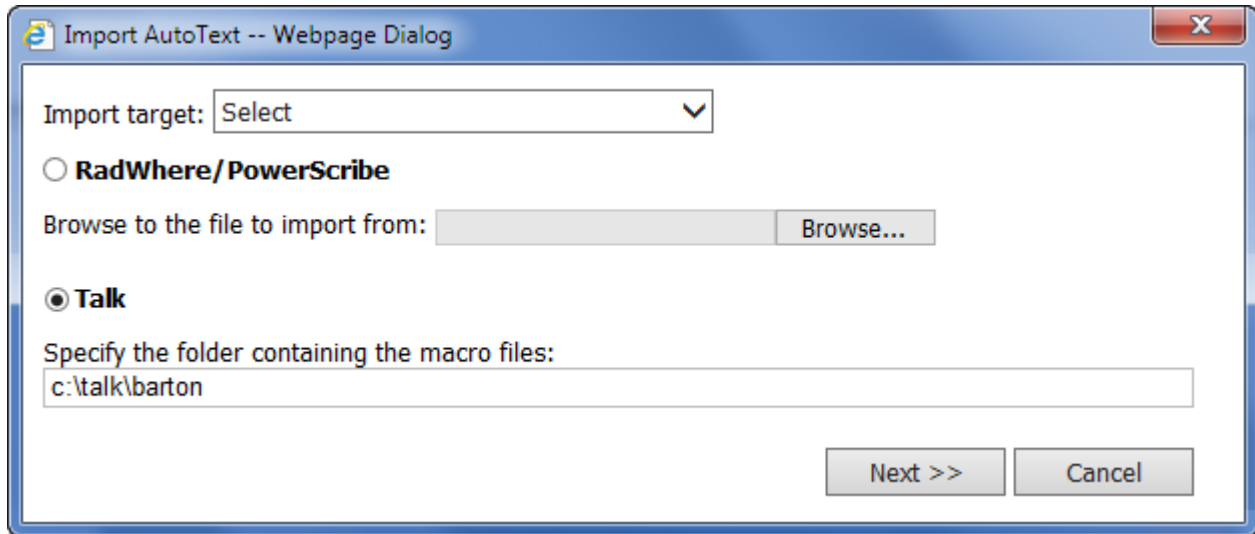 Import AutoText -- Webpage Dialog
Import target: Select
RadWhere/PowerScribe
Browse to the file to import from: Browse...
Talk
Specify the folder containing the macro files:
c:\talk\barton
Next >> Cancel